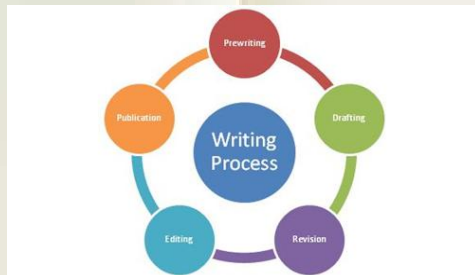 Prewriting
Drafting
Revision
Editing
Publication
Writing
Process